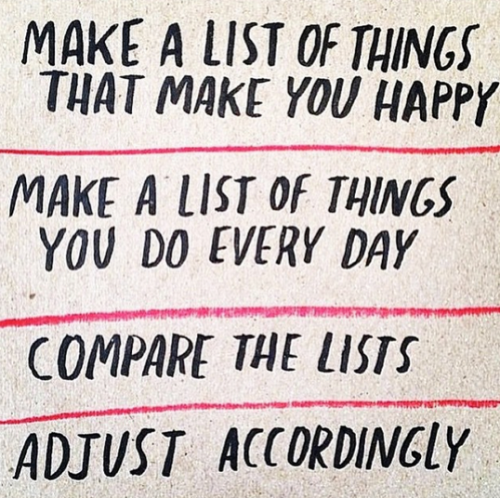 MAKE A LIST OF THINGS
THAT MAKE YOU HAPPY
MAKE A LIST OF THINGS
YOU DO EVERY DAY
COMPARE THE LISTS
ADJUST ACCORDINGLY